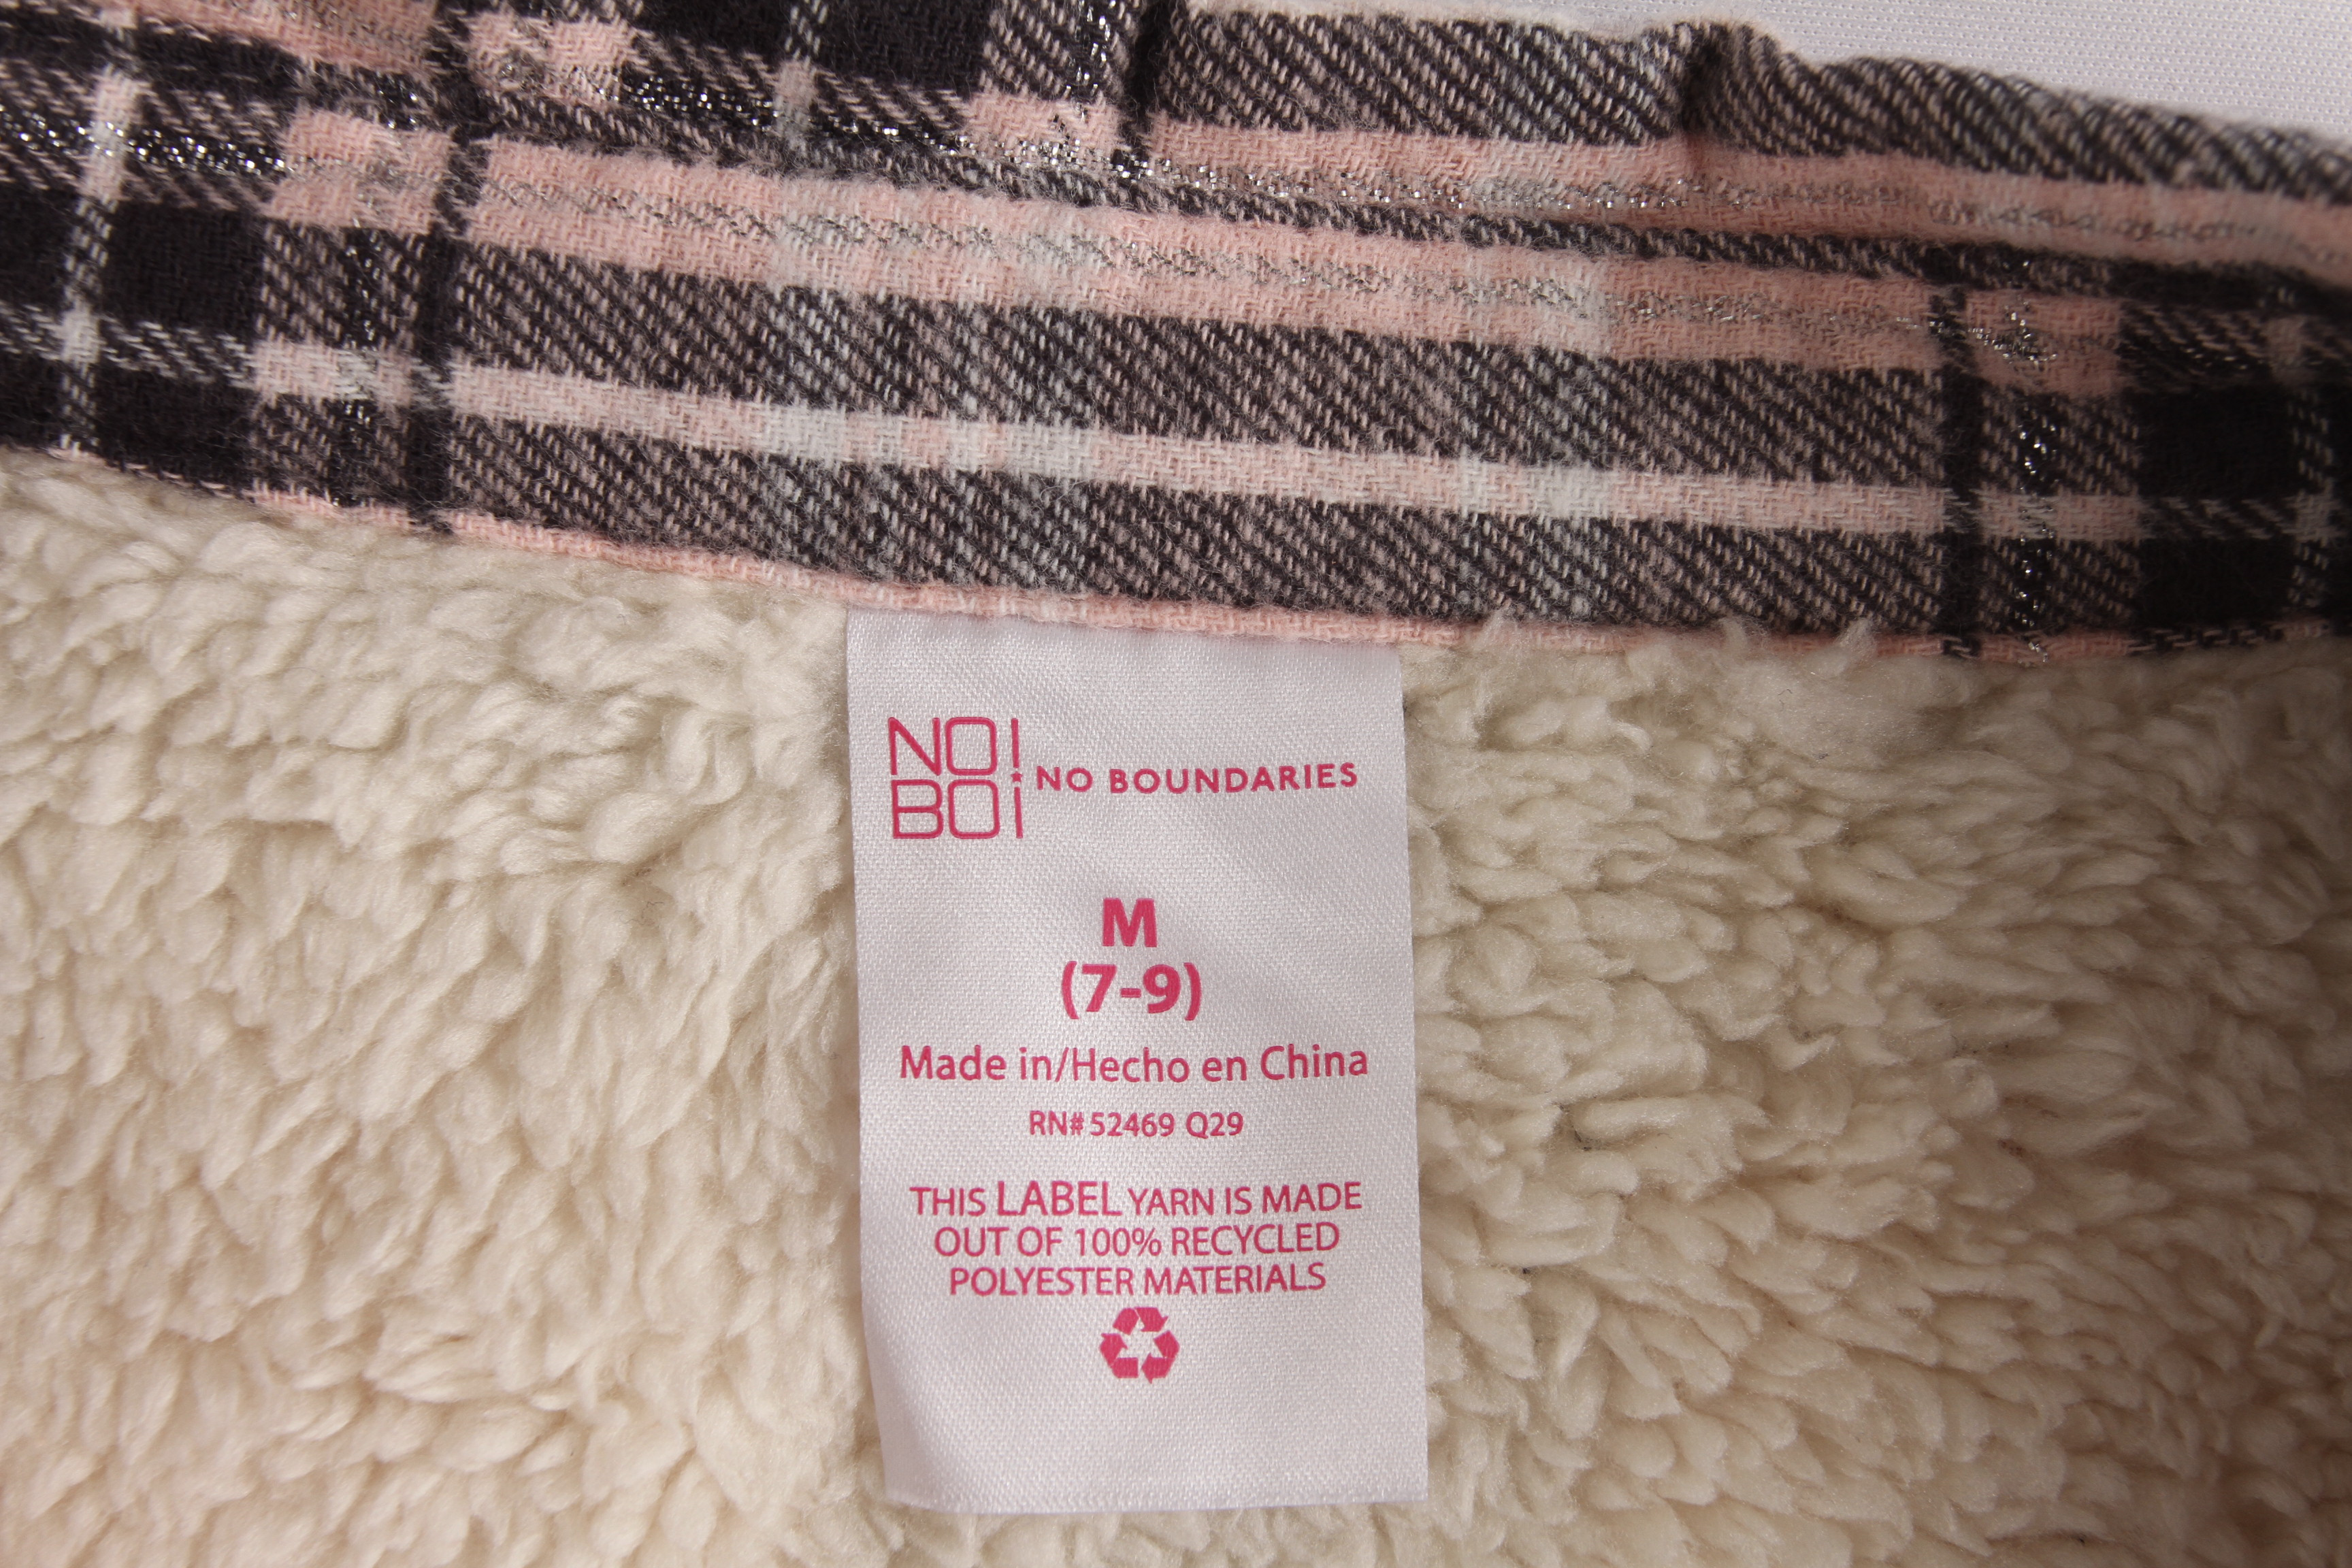 NO!
BO¡ NO BOUNDARIES
M
(7-9)
Made in/Hecho en China
RN# 52469 Q29
THIS LABEL YARN IS MADE
OUT OF 100% RECYCLED
POLYESTER MATERIALS